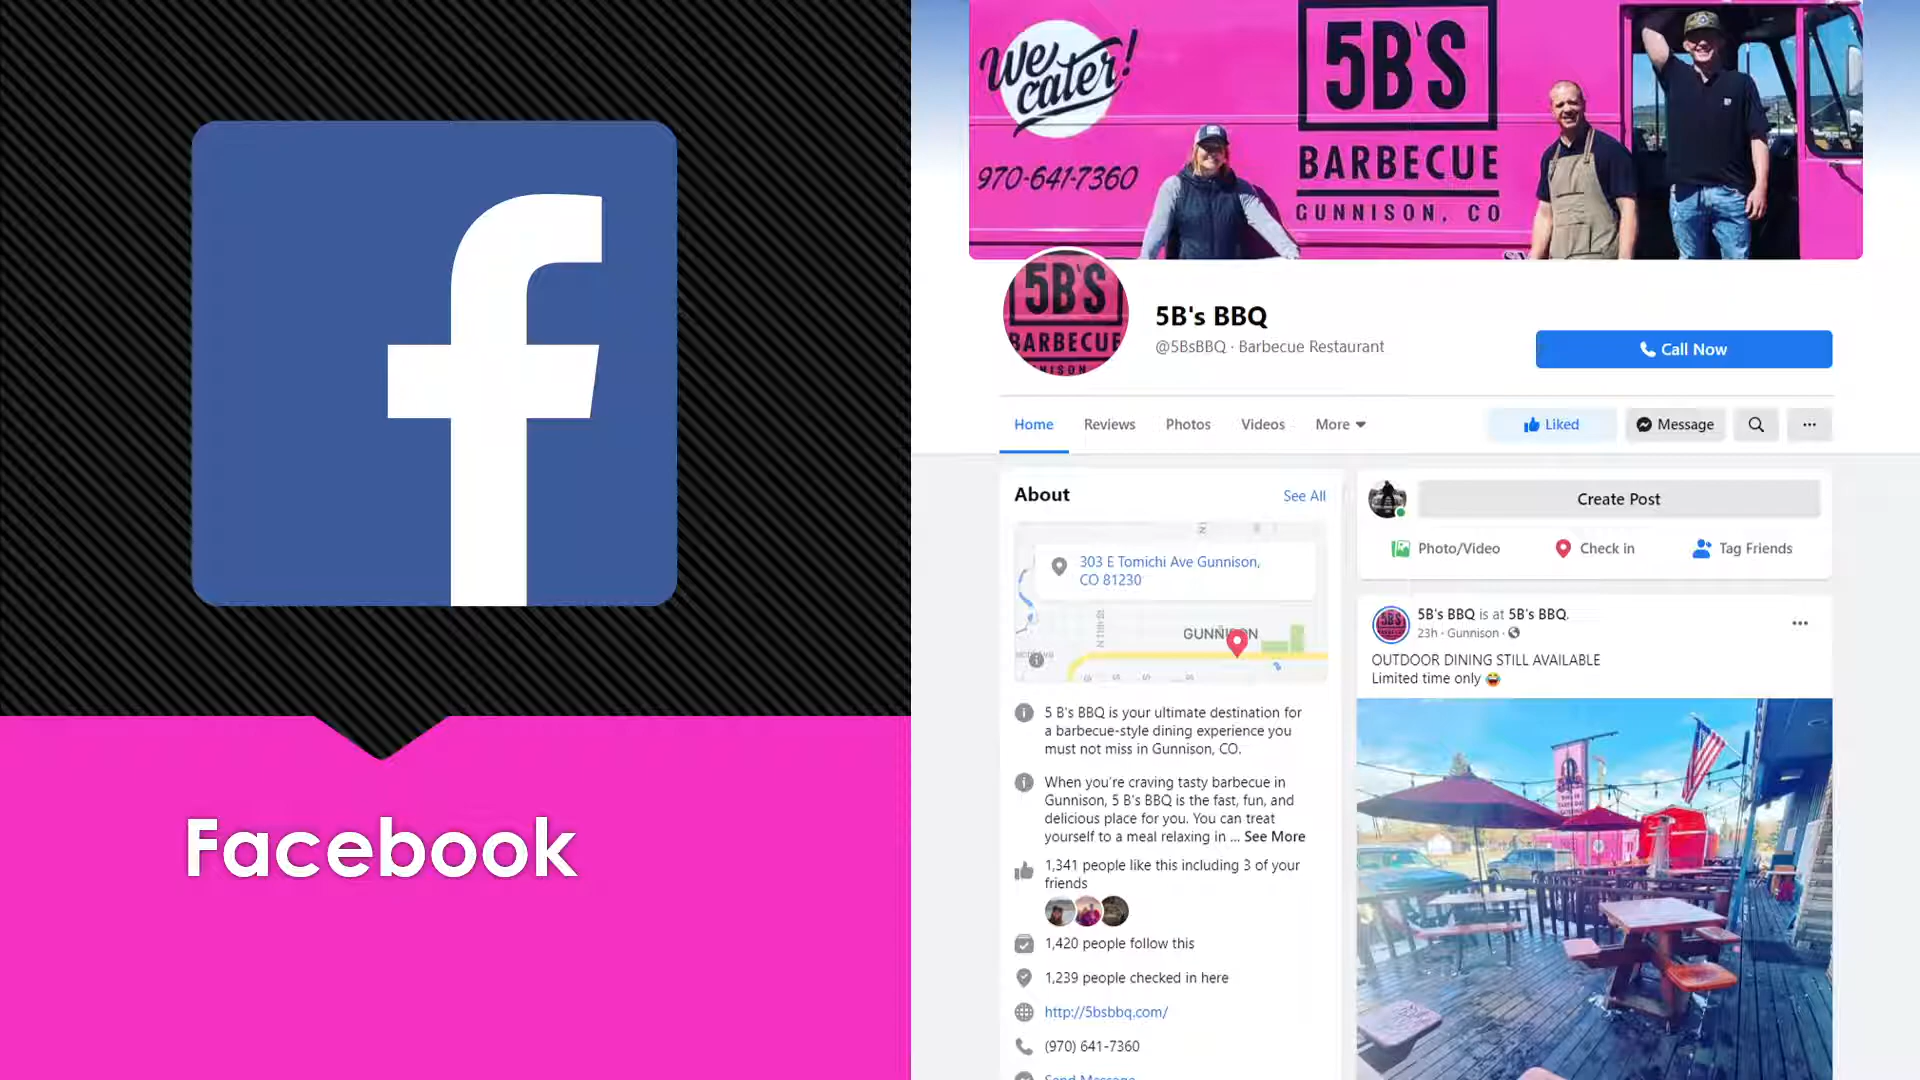 Facebook
We
cater!
970-641-7360
5B'S
BARBECUE
GUNNISON, CO
5B'S
BARBECUE
5B's BBQ
@5BsBBQ · Barbecue Restaurant
Call Now
Home
Reviews
Photos
Videos
More
Liked
Message
About
See All
303 E Tomichi Ave Gunnison,
CO 81230
N 11th St
GUNNISON
5 B's BBQ is your ultimate destination for
a barbecue-style dining experience you
must not miss in Gunnison, CO.
When you're craving tasty barbecue in
Gunnison, 5 B's BBQ is the fast, fun, and
delicious place for you. You can treat
yourself to a meal relaxing in ... See More
1,341 people like this including 3 of your
friends
1,420 people follow this
1,239 people checked in here
http://5bsbbq.com/
(970) 641-7360
Send Message
Create Post
Photo/Video
Check in
Tag Friends
5B's BBQ is at 5B's BBQ.
23h · Gunnison ·
OUTDOOR DINING STILL AVAILABLE
Limited time only 😂